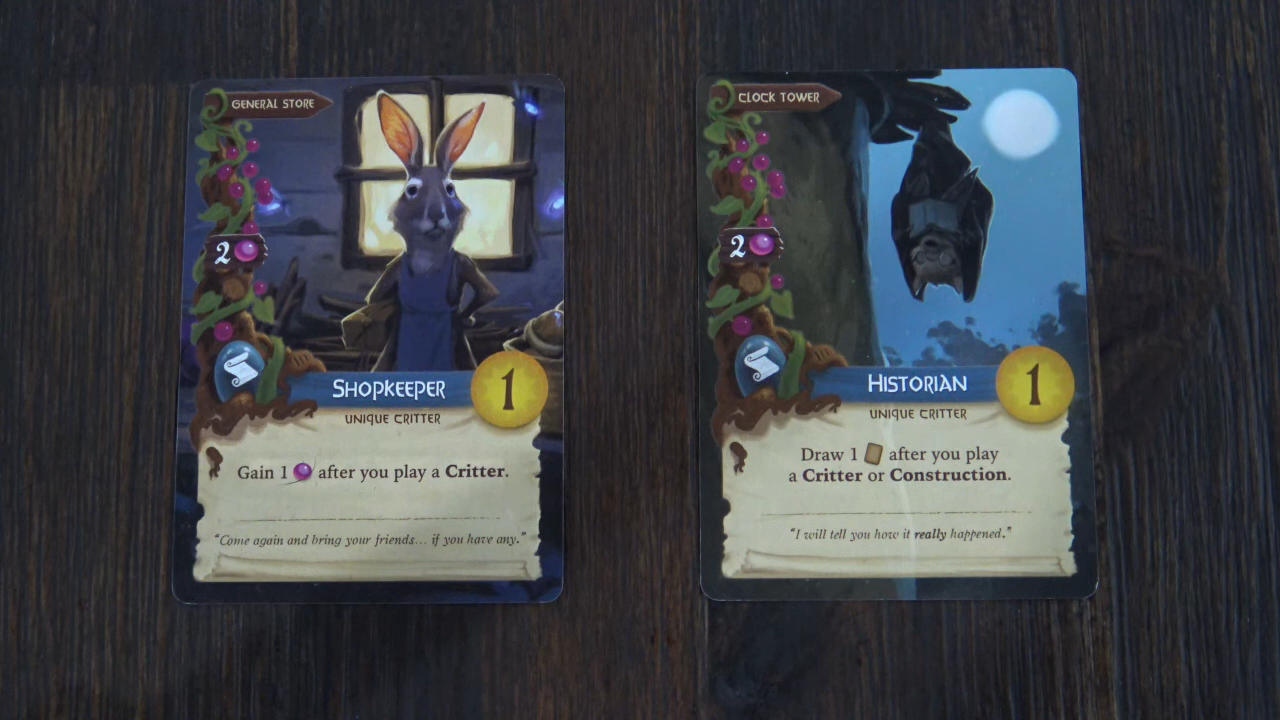 GENERAL STORE
2
SHOPKEEPER
1
UNIQUE CRITTER
Gain 1 after you play a Critter.
"Come again and bring your friends... if you have any."
CLOCK TOWER
2
HISTORIAN
1
UNIQUE CRITTER
Draw 1 after you play
a Critter or Construction.
"I will tell you how it really happened."